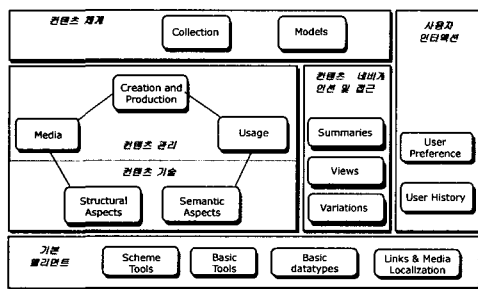 컨텐츠 체계
Collection
Models
사용자
인터액션
Creation and
Production
Media
Usage
컨텐츠 관리
컨텐츠 기술
Structural
Aspects
Semantic
Aspects
컨텐츠 네비게
이션 및 접근
Summaries
Views
Variations
User
Preference
User History
기본
엘리먼트
Scheme
Tools
Basic
Tools
Basic
datatypes
Links & Media
Localization